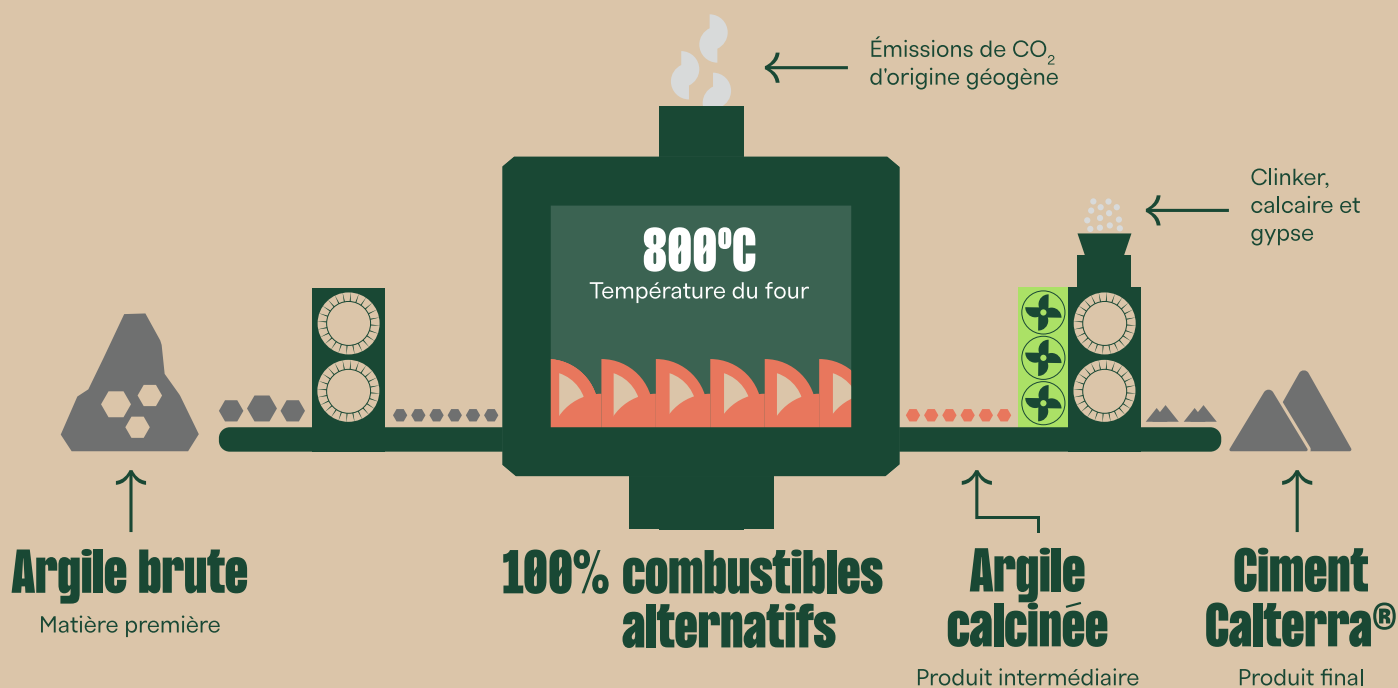 Émissions de CO₂
d'origine géogène
Clinker,
calcaire et
gypse
800°C
Température du four
Argile brute
Matière première
100% combustibles
alternatifs
Argile
calcinée
Produit intermédiaire
Ciment
Calterra®
Produit final